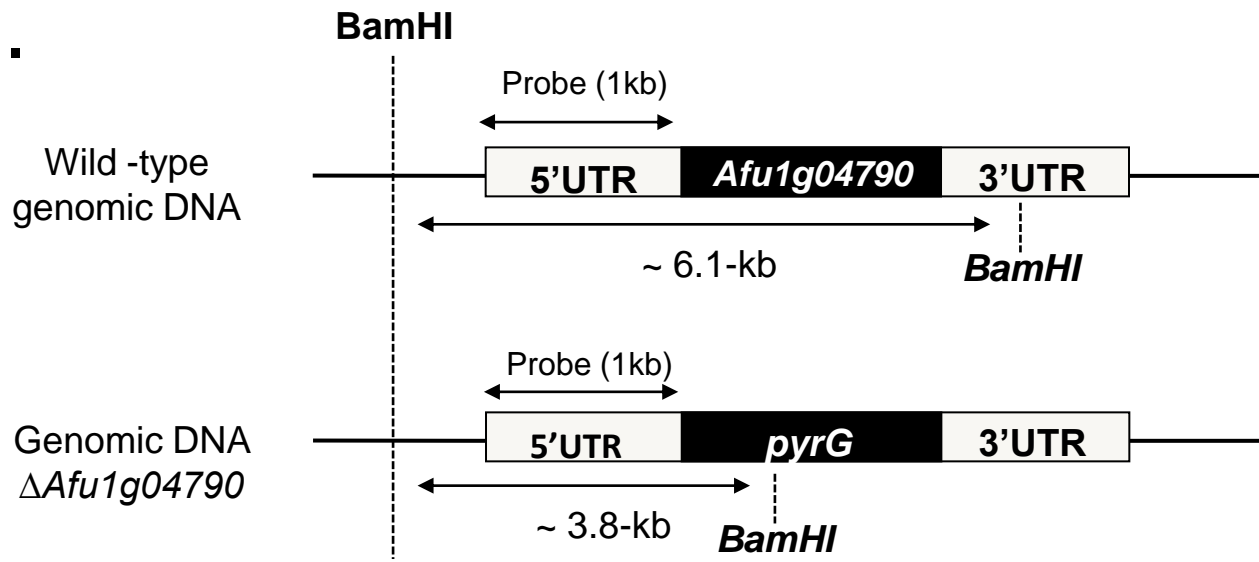 BamHI
Probe (1kb)
Wild -type
genomic DNA
5'UTR
Afu1g04790
3'UTR
~ 6.1-kb
BamHI
Probe (1kb)
Genomic DNA
ΔAfu1g04790
5’UTR
pyrG
3'UTR
~ 3.8-kb
BamHI